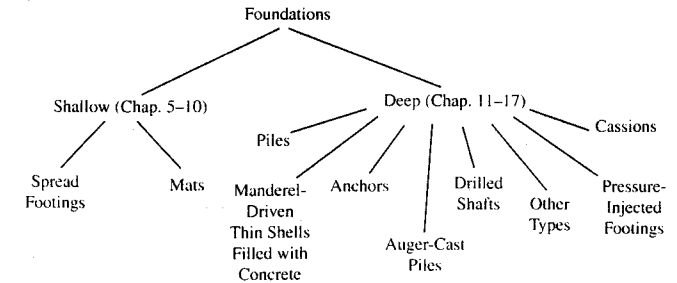 Foundations
Shallow (Chap. 5–10)
Deep (Chap. 11–17)
Spread
Footings
Mats
Piles
Manderel-
Driven
Thin Shells
Filled with
Concrete
Anchors
Auger-Cast
Piles
Drilled
Shafts
Other
Types
Pressure-
Injected
Footings
Cassions